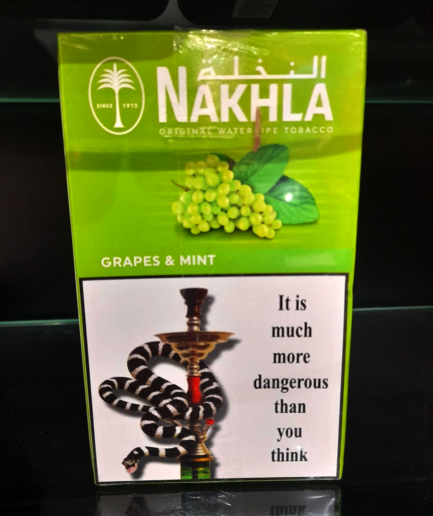 النخلة
NAKHLA
SINCE 1913
ORIGINAL WATERPIPE TOBACCO
GRAPES & MINT
It is
much
more
dangerous
than
you
think